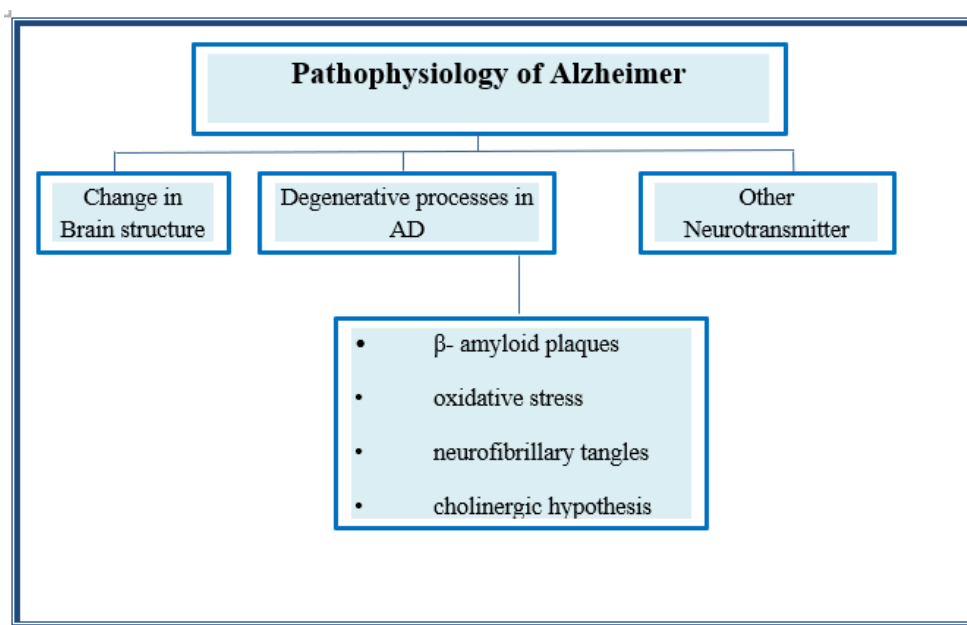 Pathophysiology of Alzheimer
Change in
Brain structure
Degenerative processes in
AD
Other
Neurotransmitter
• β- amyloid plaques
• oxidative stress
• neurofibrillary tangles
• cholinergic hypothesis